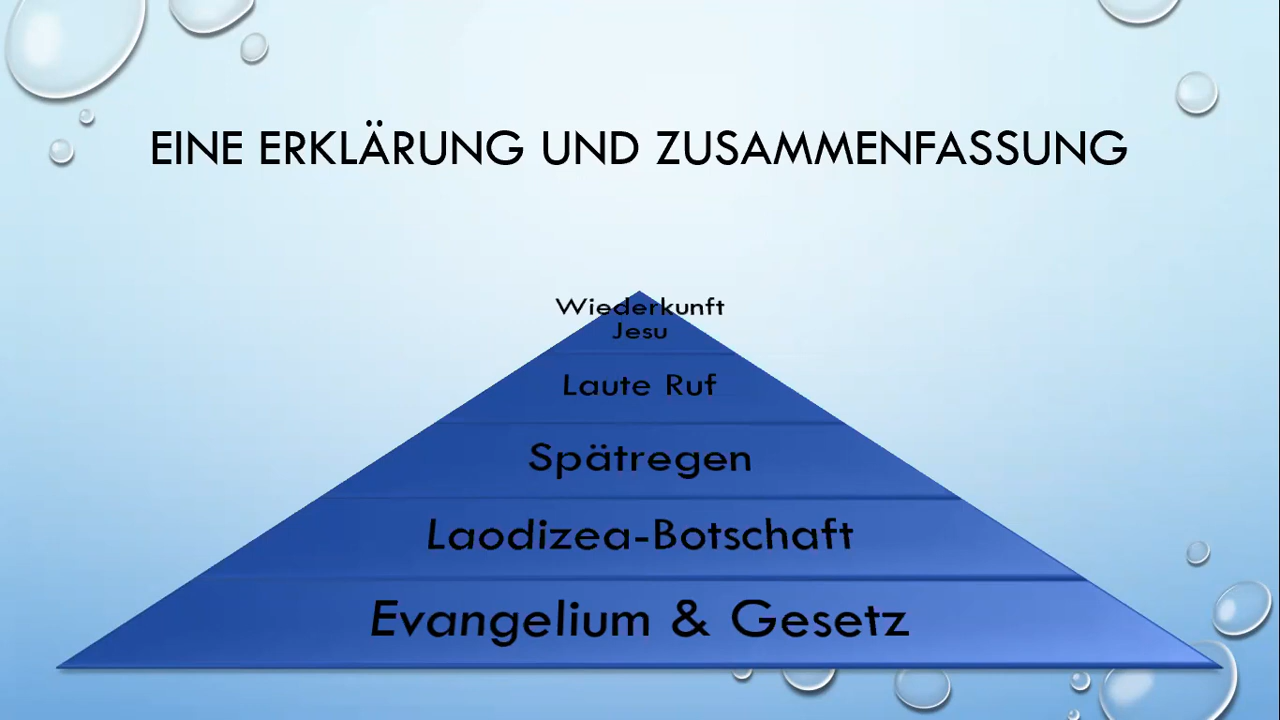 EINE ERKLÄRUNG UND ZUSAMMENFASSUNG
Wiederkunft
Jesu
Laute Ruf
Spätregen
Laodizea-Botschaft
Evangelium & Gesetz